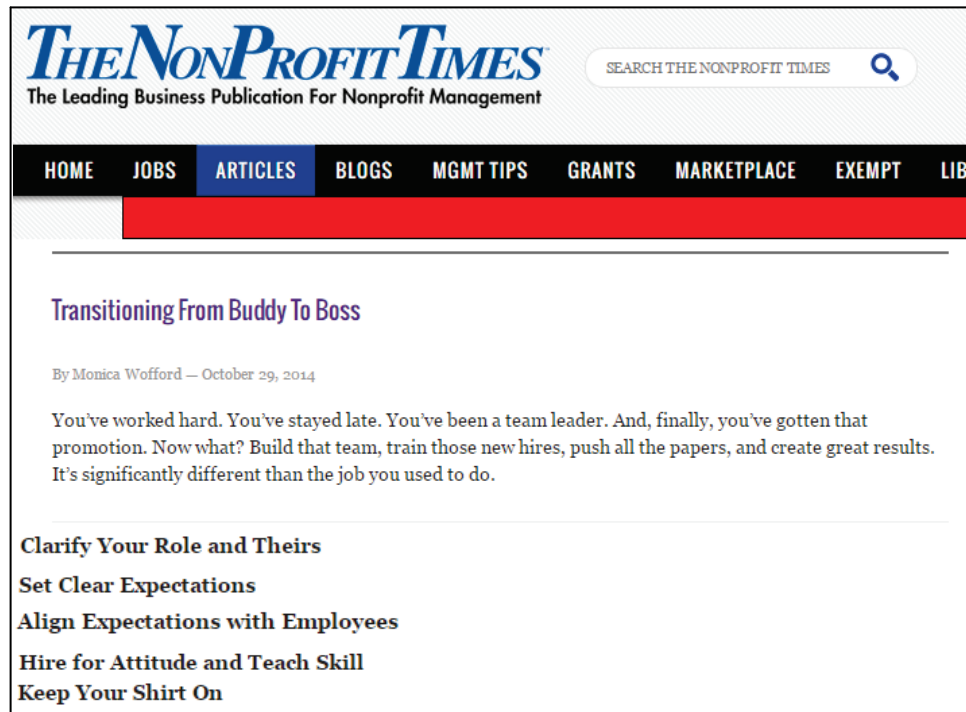 THE NONPROFIT TIMES
The Leading Business Publication For Nonprofit Management
SEARCH THE NONPROFIT TIMES
HOME JOBS ARTICLES BLOGS MGMT TIPS GRANTS MARKETPLACE EXEMPT LIB
Transitioning From Buddy To Boss
By Monica Wofford — October 29, 2014
You've worked hard. You've stayed late. You've been a team leader. And, finally, you've gotten that
promotion. Now what? Build that team, train those new hires, push all the papers, and create great results.
It's significantly different than the job you used to do.
Clarify Your Role and Theirs
Set Clear Expectations
Align Expectations with Employees
Hire for Attitude and Teach Skill
Keep Your Shirt On